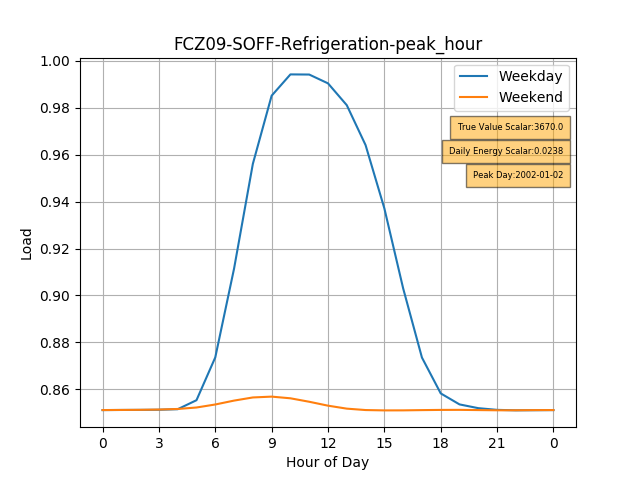 FCZ09-SOFF-Refrigeration-peak_hour
1.00
0.98
0.96
0.94
0.92
0.90
0.88
0.86
Load
Weekday
Weekend
True Value Scalar:3670.0
Daily Energy Scalar:0.0238
Peak Day:2002-01-02
0 3 6 9 12 15 18 21 0
Hour of Day